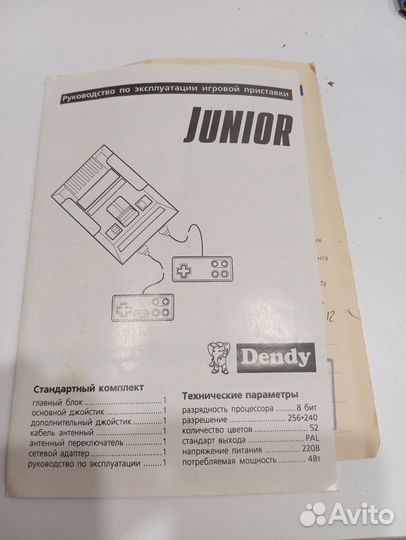 Руководство по эксплуатации игровой приставки
JUNIOR
Dendy
Стандартный комплект
главный блок ..................... 1
основной джойстик ............. 1
дополнительный джойстик .. 1
кабель антенный ................. 1
антенный переключатель ..... 1
сетевой адаптер .................. 1
руководство по эксплуатации ...... 1
Технические параметры
разрядность процессора ........ 8 бит
разрешение ................... 256*240
количество цветов .................. 52
стандарт выхода .................. PAL
напряжение питания ........... 220В
потребляемая мощность ......... 4Вт
12
Avito